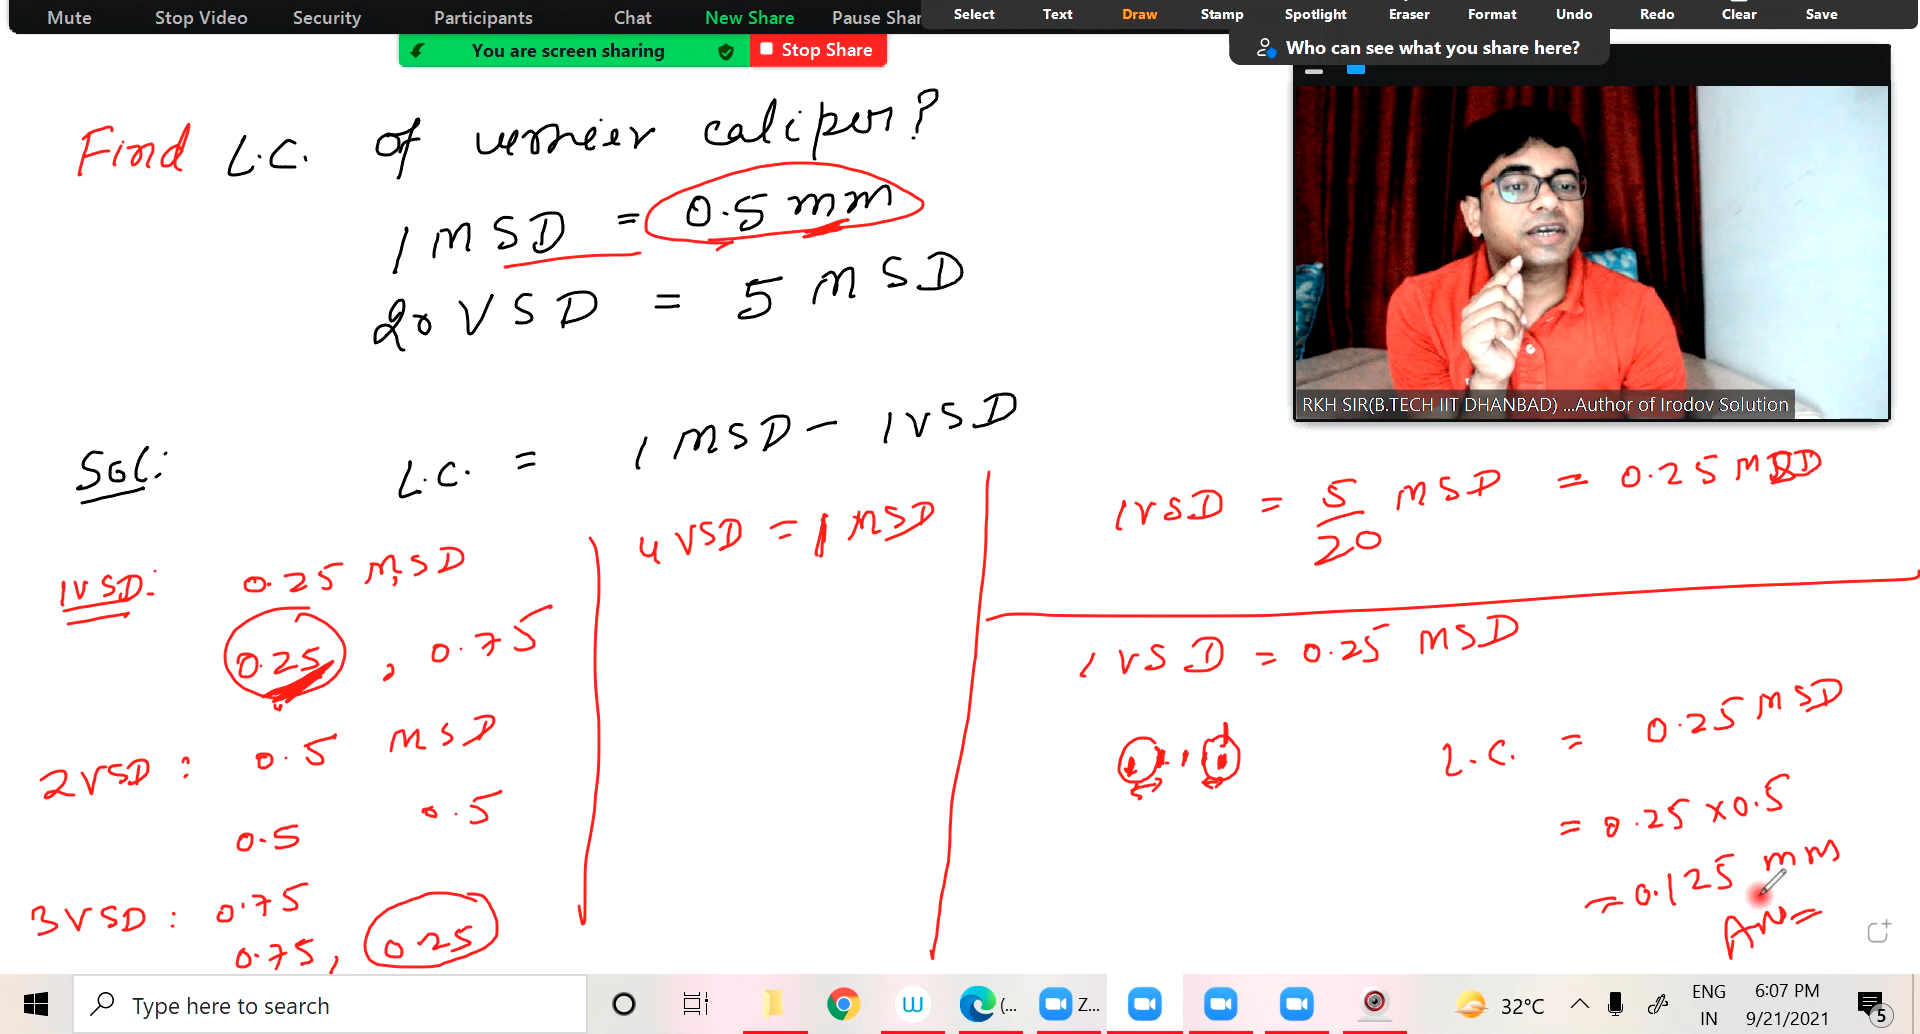 Mute Stop Video Security Participants Chat New Share Pause Shar
Select Text Draw Stamp Spotlight Eraser Format Undo Redo Clear Save
You are screen sharing Stop Share
Who can see what you share here?
Find L.C. of vernier caliper?
1 MSD = 0.5 mm
20 VSD = 5 MSD
RKH SIR(B.TECH IIT DHANBAD) ...Author of Irodov Solution
Sol: L.C. = 1 MSD - 1 VSD
1 VSD = 5/20 MSD = 0.25 MSD
4 VSD = 1 MSD
1 VSD: 0.25 MSD
0.25, 0.75
2 VSD: 0.5 MSD
0.5 0.5
3 VSD: 0.75
0.75, 0.25
1 VSD = 0.25 MSD
L.C. = 0.25 MSD
= 0.25 x 0.5
= 0.125 mm
Ans
Type here to search
(...
Z...
32°C
ENG
IN
6:07 PM
9/21/2021
5